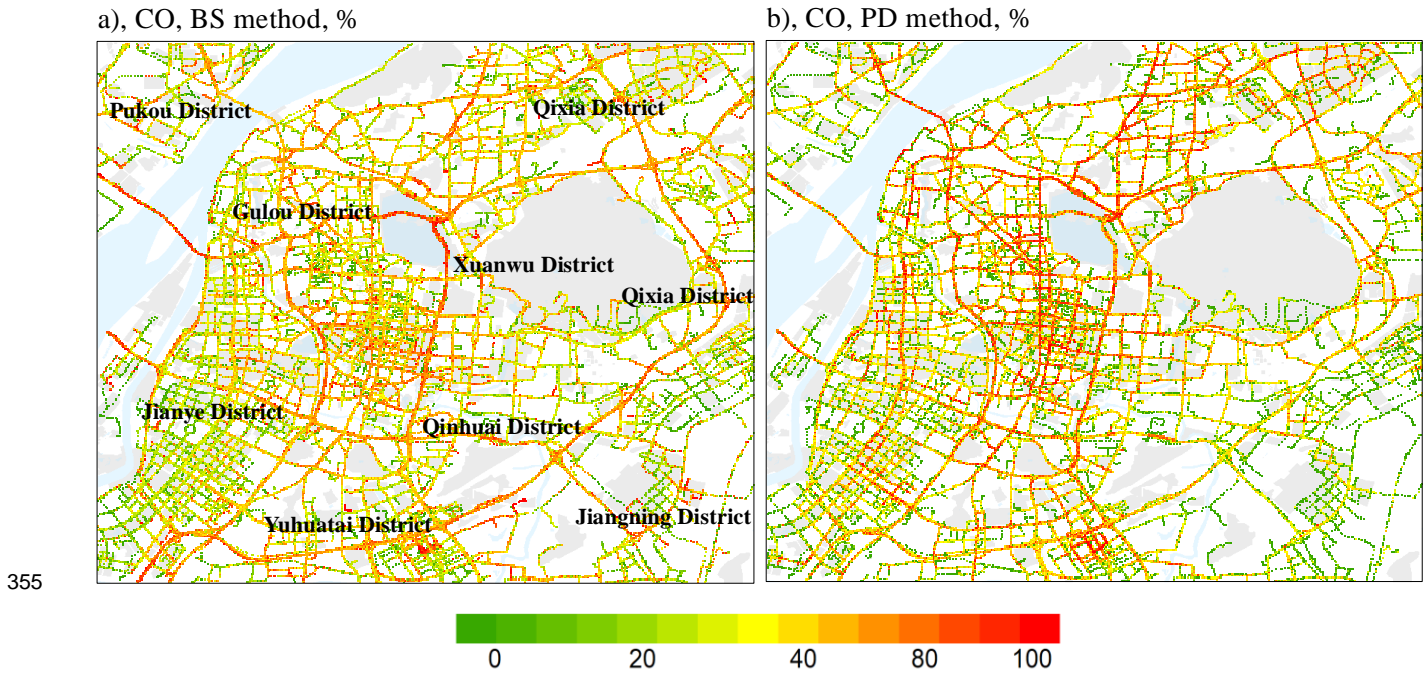 a), CO, BS method, %
b), CO, PD method, %
Pukou District
Qixia District
Gulou District
Xuanwu District
Qixia District
Jianye District
Qinhuai District
Yuhuatai District
Jiangning District
355
0 20 40 80 100